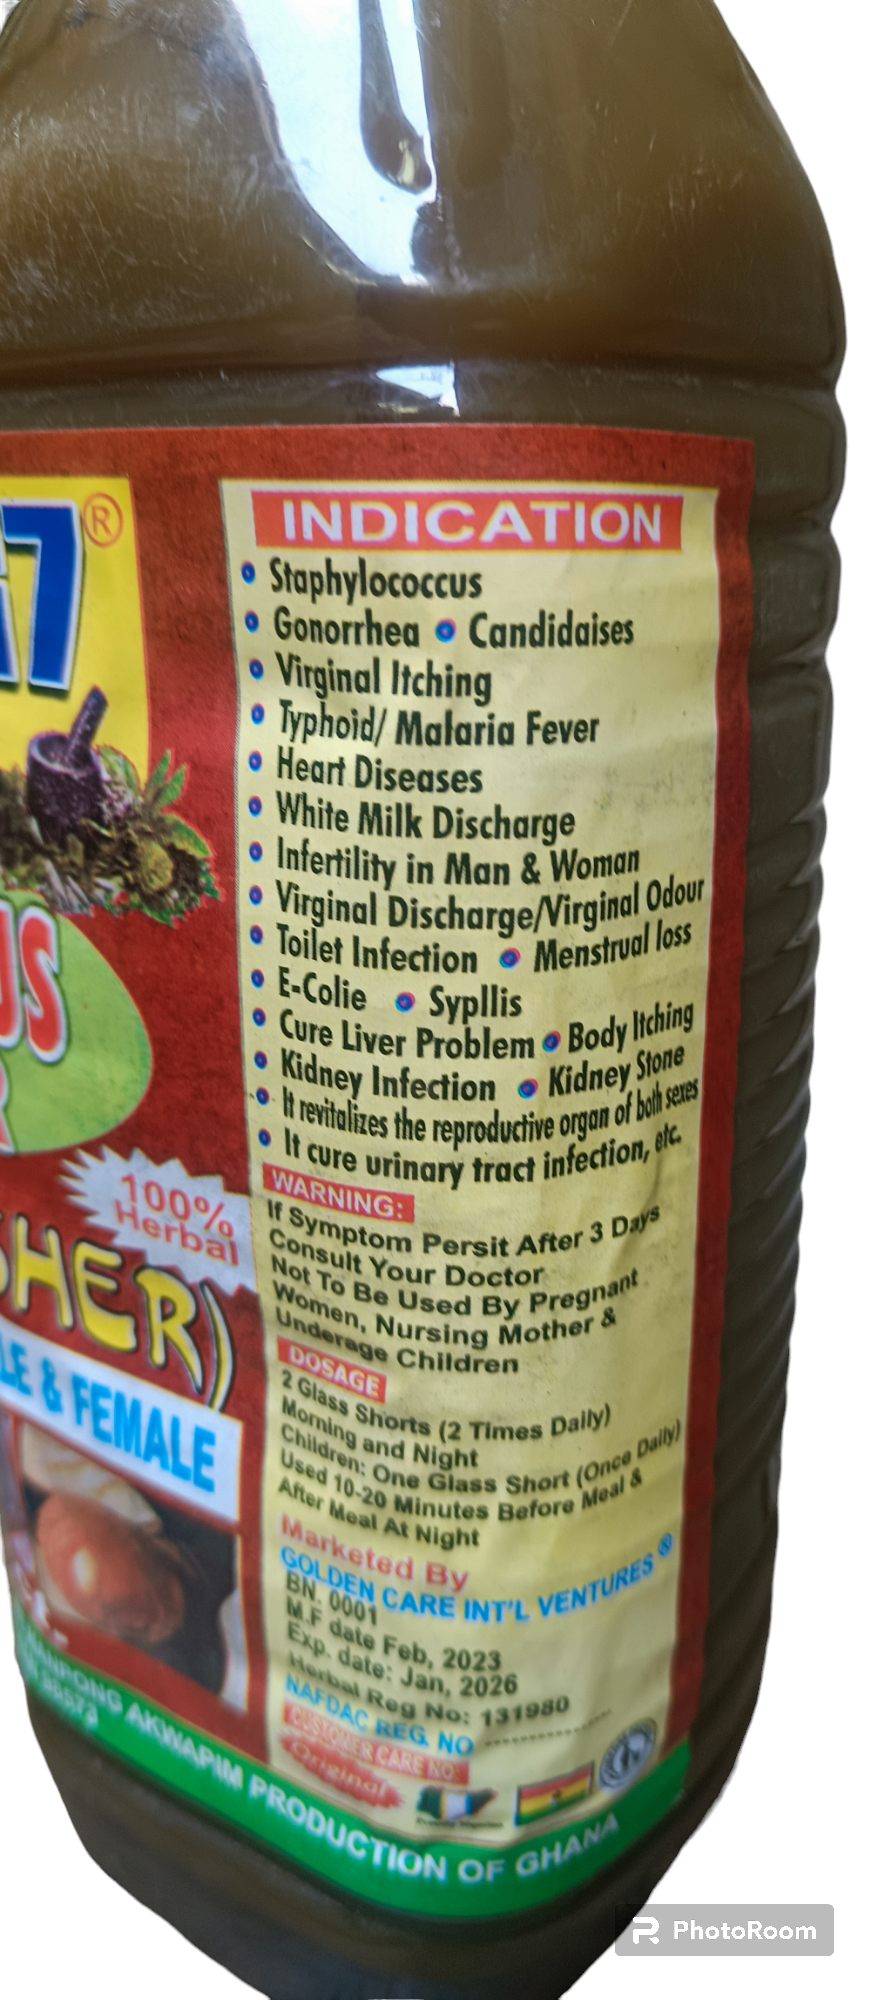 7®
INDICATION
• Staphylococcus
• Gonorrhea • Candidaises
• Virginal Itching
• Typhoid/ Malaria Fever
• Heart Diseases
• White Milk Discharge
• Infertility in Man & Woman
• Virginal Discharge/Virginal Odour
• Toilet Infection • Menstrual loss
• E-Colie • Sypllis
• Cure Liver Problem • Body Itching
• Kidney Infection • Kidney Stone
• It revitalizes the reproductive organ of both sexes
• It cure urinary tract infection, etc.
US
R
100%
Herbal
SHER)
LE & FEMALE
WARNING:
If Symptom Persit After 3 Days
Consult Your Doctor
Not To Be Used By Pregnant
Women, Nursing Mother &
Underage Children
DOSAGE
2 Glass Shorts (2 Times Daily)
Morning and Night
Children: One Glass Short (Once Daily)
Used 10-20 Minutes Before Meal &
After Meal At Night
Marketed By
GOLDEN CARE INT'L VENTURES®
BN. 0001
M.F date Feb, 2023
Exp. date: Jan, 2026
Herbal Reg No: 131980
NAFDAC REG. NO ----------------
CUSTOMER CARE NO:
Original
AKWAPIM PRODUCTION OF GHANA
PhotoRoom